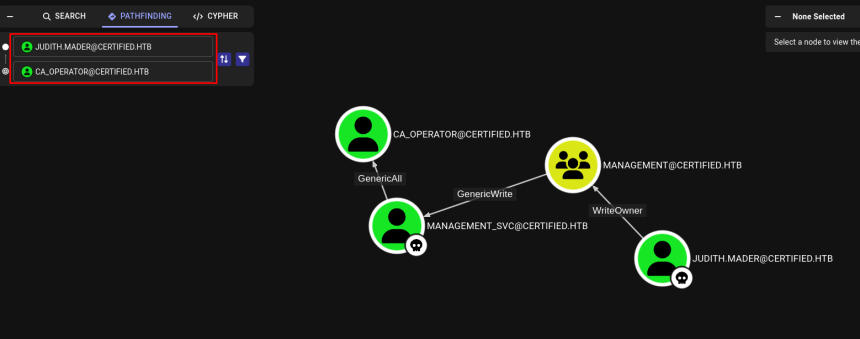 SEARCH
PATHFINDING
CYPHER
None Selected
JUDITH.MADER@CERTIFIED.HTB
CA_OPERATOR@CERTIFIED.HTB
Select a node to view the
CA_OPERATOR@CERTIFIED.HTB
MANAGEMENT@CERTIFIED.HTB
GenericAll
GenericWrite
WriteOwner
MANAGEMENT_SVC@CERTIFIED.HTB
JUDITH.MADER@CERTIFIED.HTB